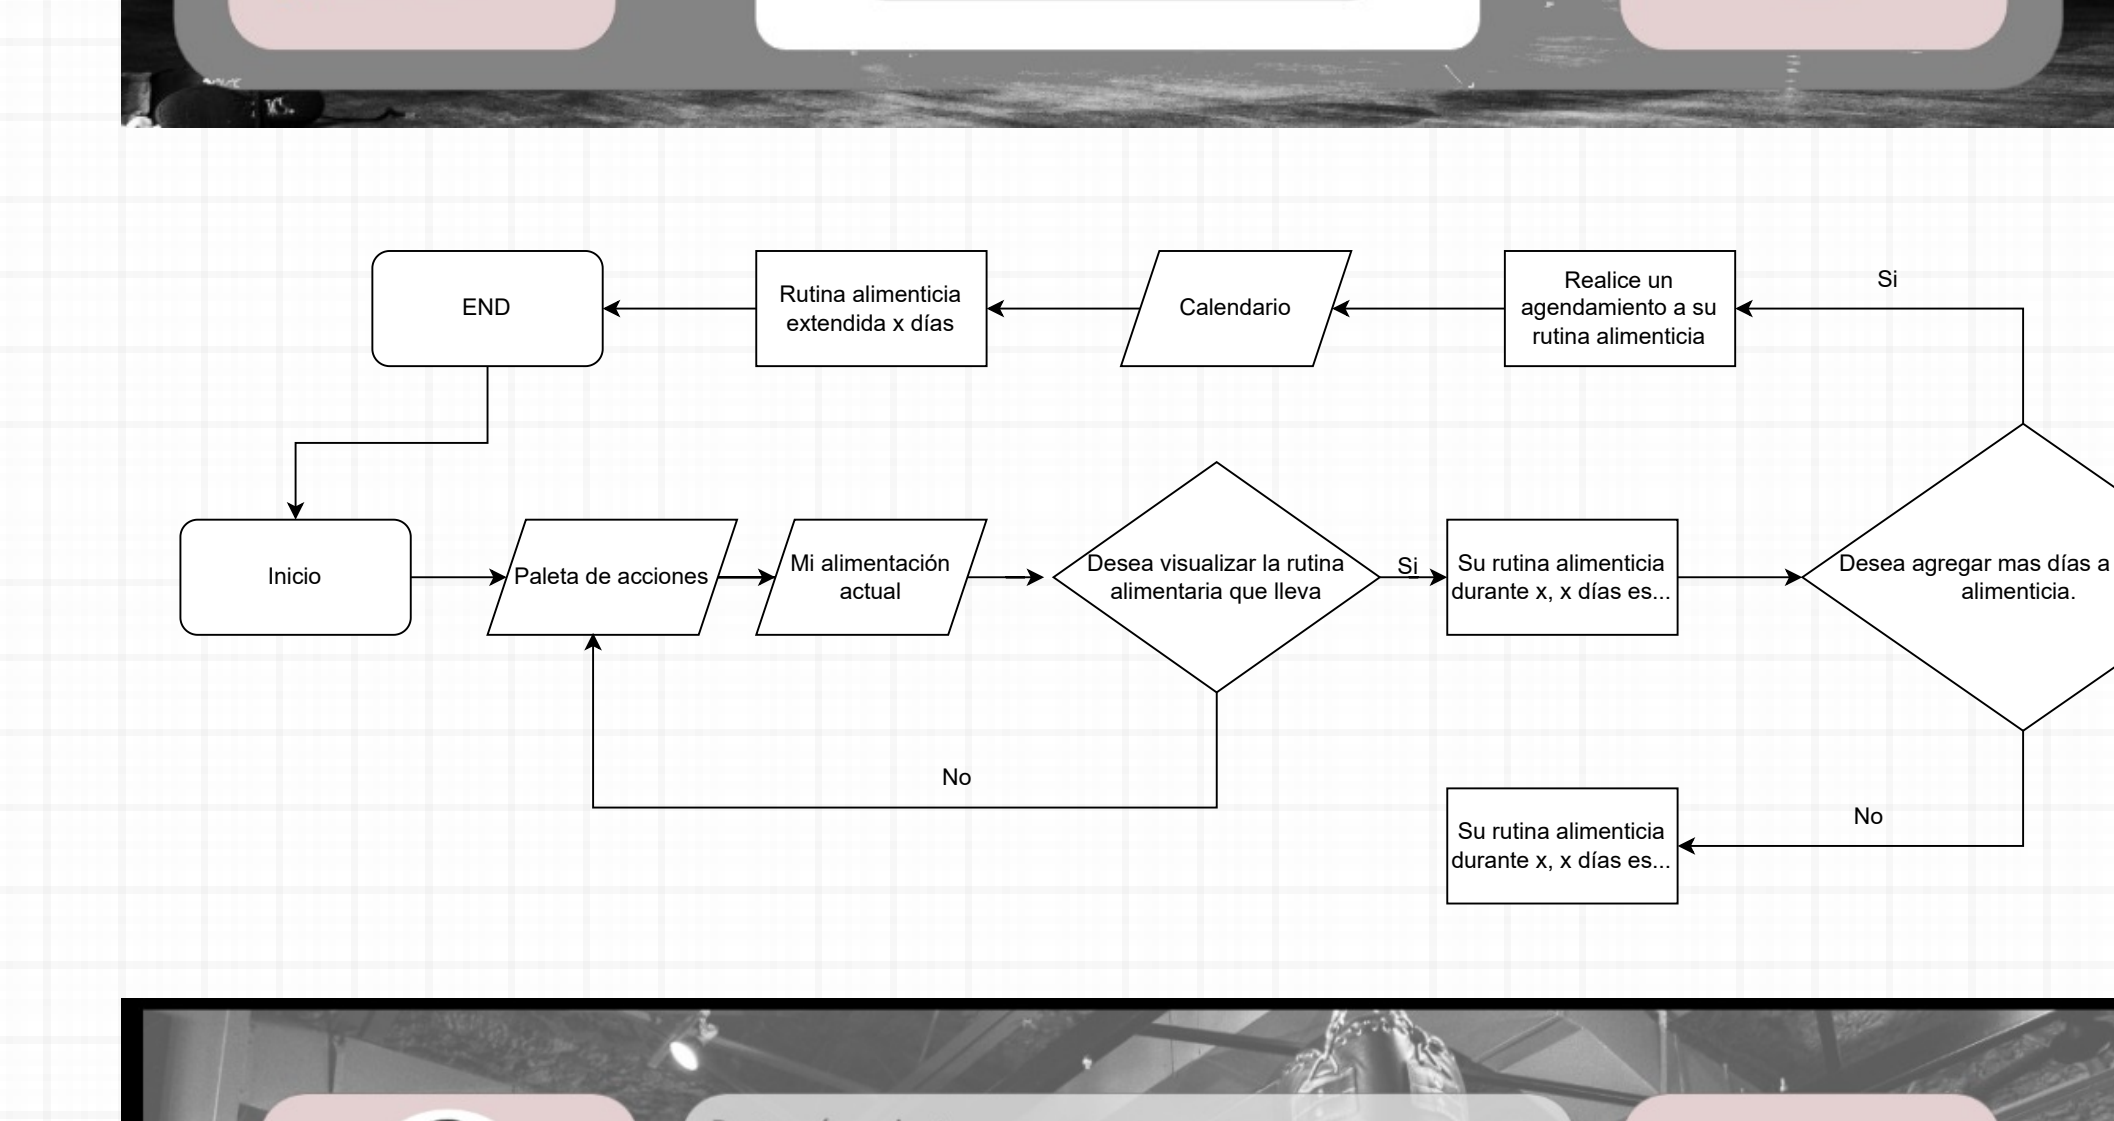 END
Rutina alimenticia
extendida x días
Calendario
Realice un
agendamiento a su
rutina alimenticia
Si
Inicio
Paleta de acciones
Mi alimentación
actual
Desea visualizar la rutina
alimentaria que lleva
Si
Su rutina alimenticia
durante x, x días es...
Desea agregar mas días a
alimenticia.
No
Su rutina alimenticia
durante x, x días es...
No